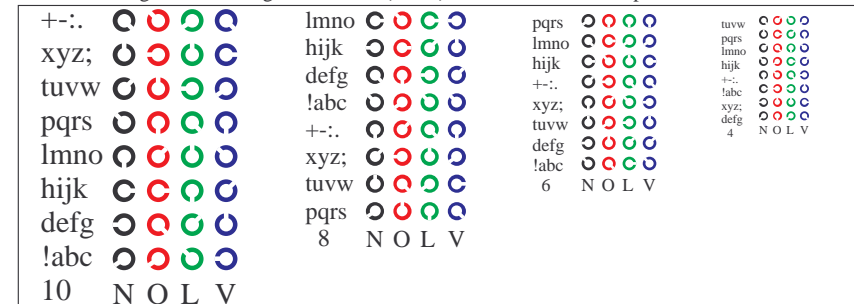 +-:.
xyz;
tuvw
pqrs
lmno
hijk
defg
!abc
10 N O L V
lmno
hijk
defg
!abc
+-:.
xyz;
tuvw
pqrs
8 N O L V
pqrs
lmno
hijk
+-:.
xyz;
tuvw
defg
!abc
6 N O L V
tuvw
pqrs
lmno
hijk
+-:.
!abc
xyz;
defg
4 N O L V